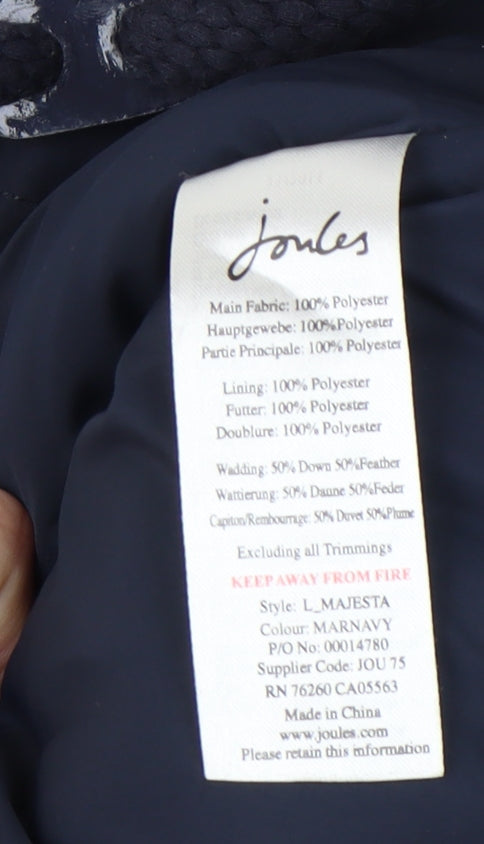 Joules
Main Fabric: 100% Polyester
Hauptgewebe: 100%Polyester
Partie Principale: 100% Polyester
Lining: 100% Polyester
Futter: 100% Polyester
Doublure: 100% Polyester
Wadding: 50% Down 50%Feather
Wattierung: 50% Daune 50%Feder
Capiton/Rembourrage: 50% Duvet 50%Plume
Excluding all Trimmings
KEEP AWAY FROM FIRE
Style: L_MAJESTA
Colour: MARNAVY
P/O No: 00014780
Supplier Code: JOU 75
RN 76260 CA05563
Made in China
www.joules.com
Please retain this information